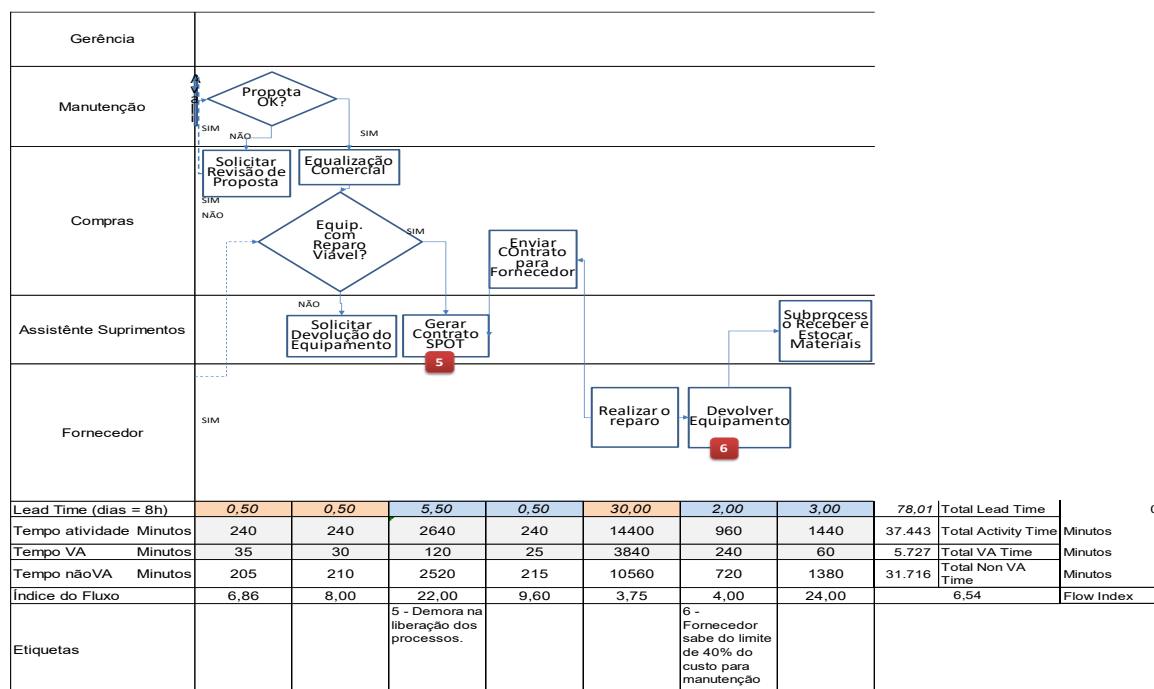 Gerência
Manutenção
Propota
OK?
SIM
NÃO
SIM
Solicitar
Revisão de
Proposta
Equalização
Comercial
SIM
NÃO
Compras
Equip.
com
Reparo
Viável?
SIM
Enviar
COntrato
para
Fornecedor
NÃO
Assistênte Suprimentos
Solicitar
Devolução do
Equipamento
Gerar
Contrato
SPOT
5
Subprocess
o Receber e
Estocar
Materiais
Fornecedor
SIM
Realizar o
reparo
Devolver
Equipamento
6
Lead Time (dias = 8h) 0,50 0,50 5,50 0,50 30,00 2,00 3,00 78,01 Total Lead Time 0
Tempo atividade Minutos 240 240 2640 240 14400 960 1440 37.443 Total Activity Time Minutos
Tempo VA Minutos 35 30 120 25 3840 240 60 5.727 Total VA Time Minutos
Tempo nãoVA Minutos 205 210 2520 215 10560 720 1380 31.716 Total Non VA
Time Minutos
Índice do Fluxo 6,86 8,00 22,00 9,60 3,75 4,00 24,00 6,54 Flow Index
Etiquetas
5 - Demora na
liberação dos
processos.
6 -
Fornecedor
sabe do limite
de 40% do
custo para
manutenção